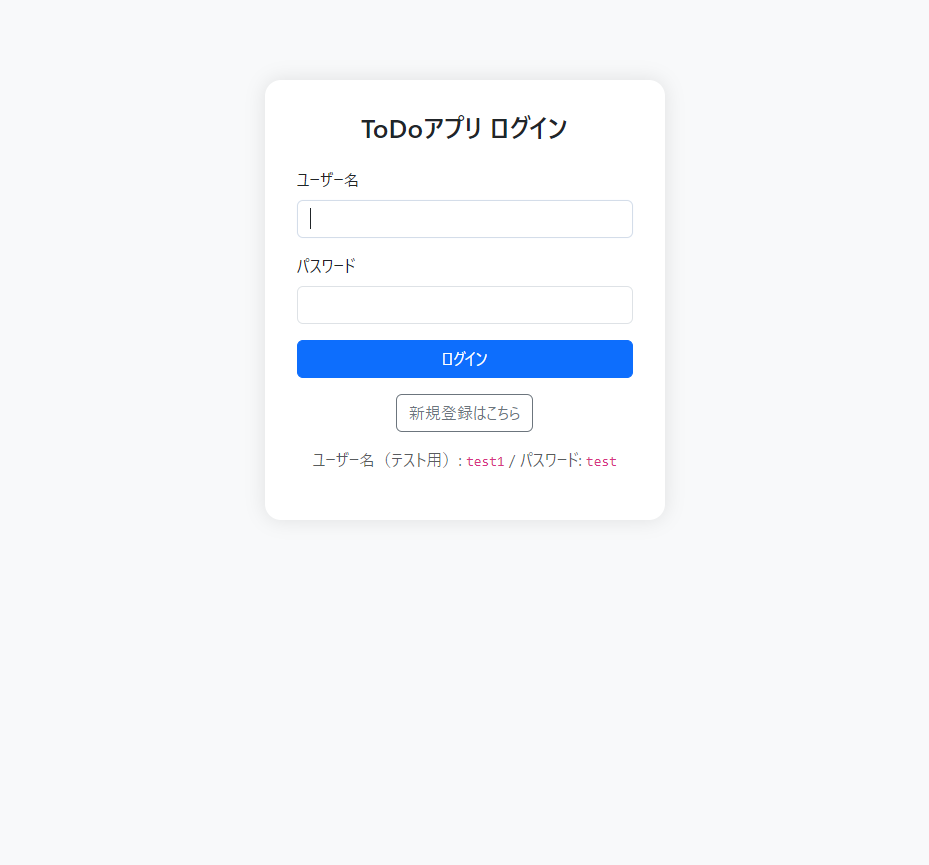 ToDoアプリ ログイン
ユーザー名
パスワード
ログイン
新規登録はこちら
ユーザー名（テスト用）: test1 / パスワード: test